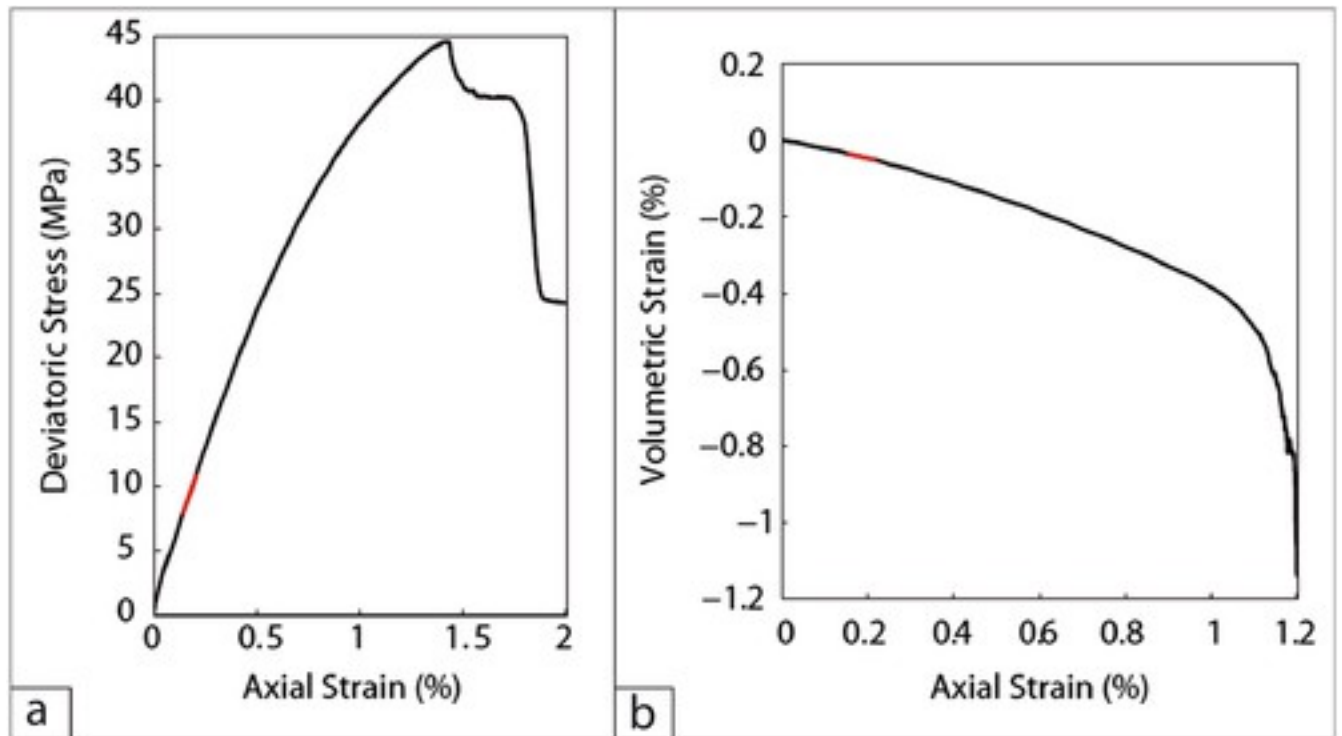 45
40
35
30
25
20
15
10
5
0
0 0.5 1 1.5 2
Deviatoric Stress (MPa)
Axial Strain (%)
a
0.2
0
−0.2
−0.4
−0.6
−0.8
−1
−1.2
0 0.2 0.4 0.6 0.8 1 1.2
Volumetric Strain (%)
Axial Strain (%)
b